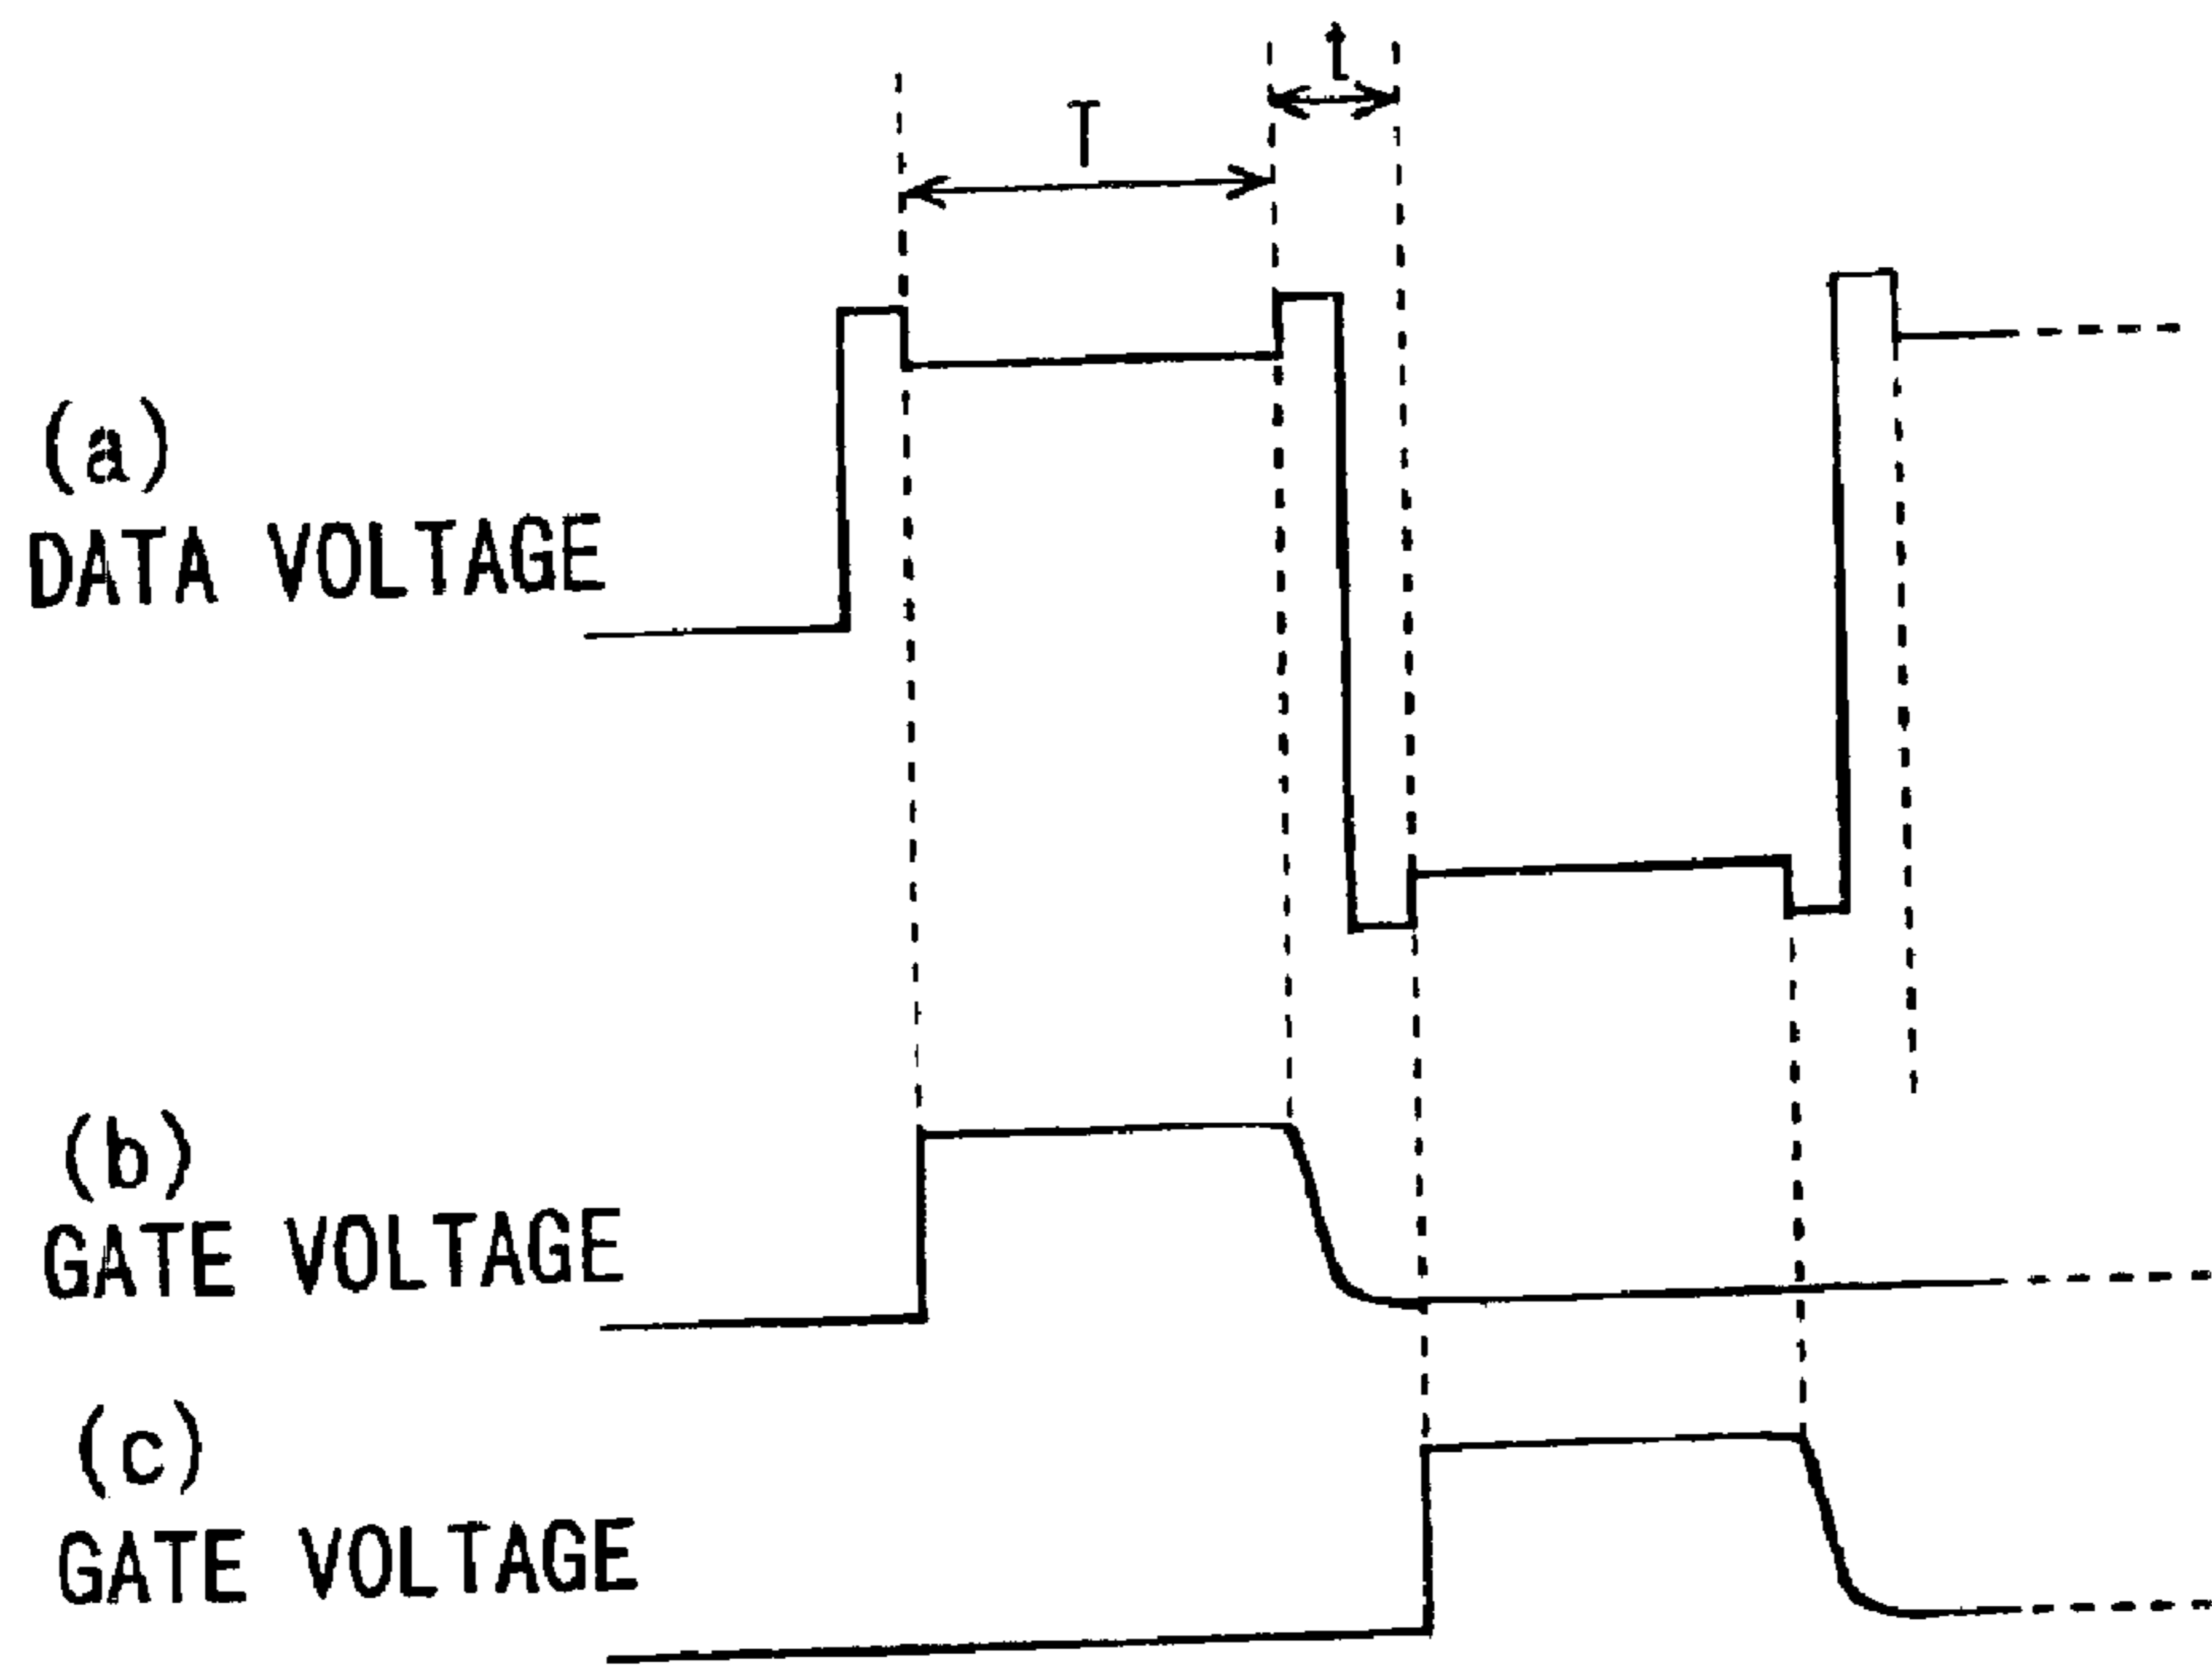 t
T
(a)
DATA VOLTAGE
(b)
GATE VOLTAGE
(c)
GATE VOLTAGE